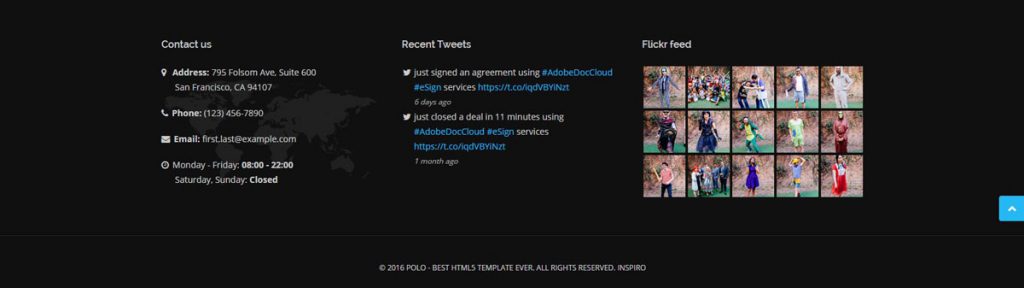 Contact us
Address: 795 Folsom Ave, Suite 600
San Francisco, CA 94107
Phone: (123) 456-7890
Email: first.last@example.com
Monday - Friday: 08:00 - 22:00
Saturday, Sunday: Closed
Recent Tweets
just signed an agreement using #AdobeDocCloud
#eSign services https://t.co/iqdVBYiNzt
6 days ago
just closed a deal in 11 minutes using
#AdobeDocCloud #eSign services
https://t.co/iqdVBYiNzt
1 month ago
Flickr feed
© 2016 POLO - BEST HTML5 TEMPLATE EVER. ALL RIGHTS RESERVED. INSPIRO